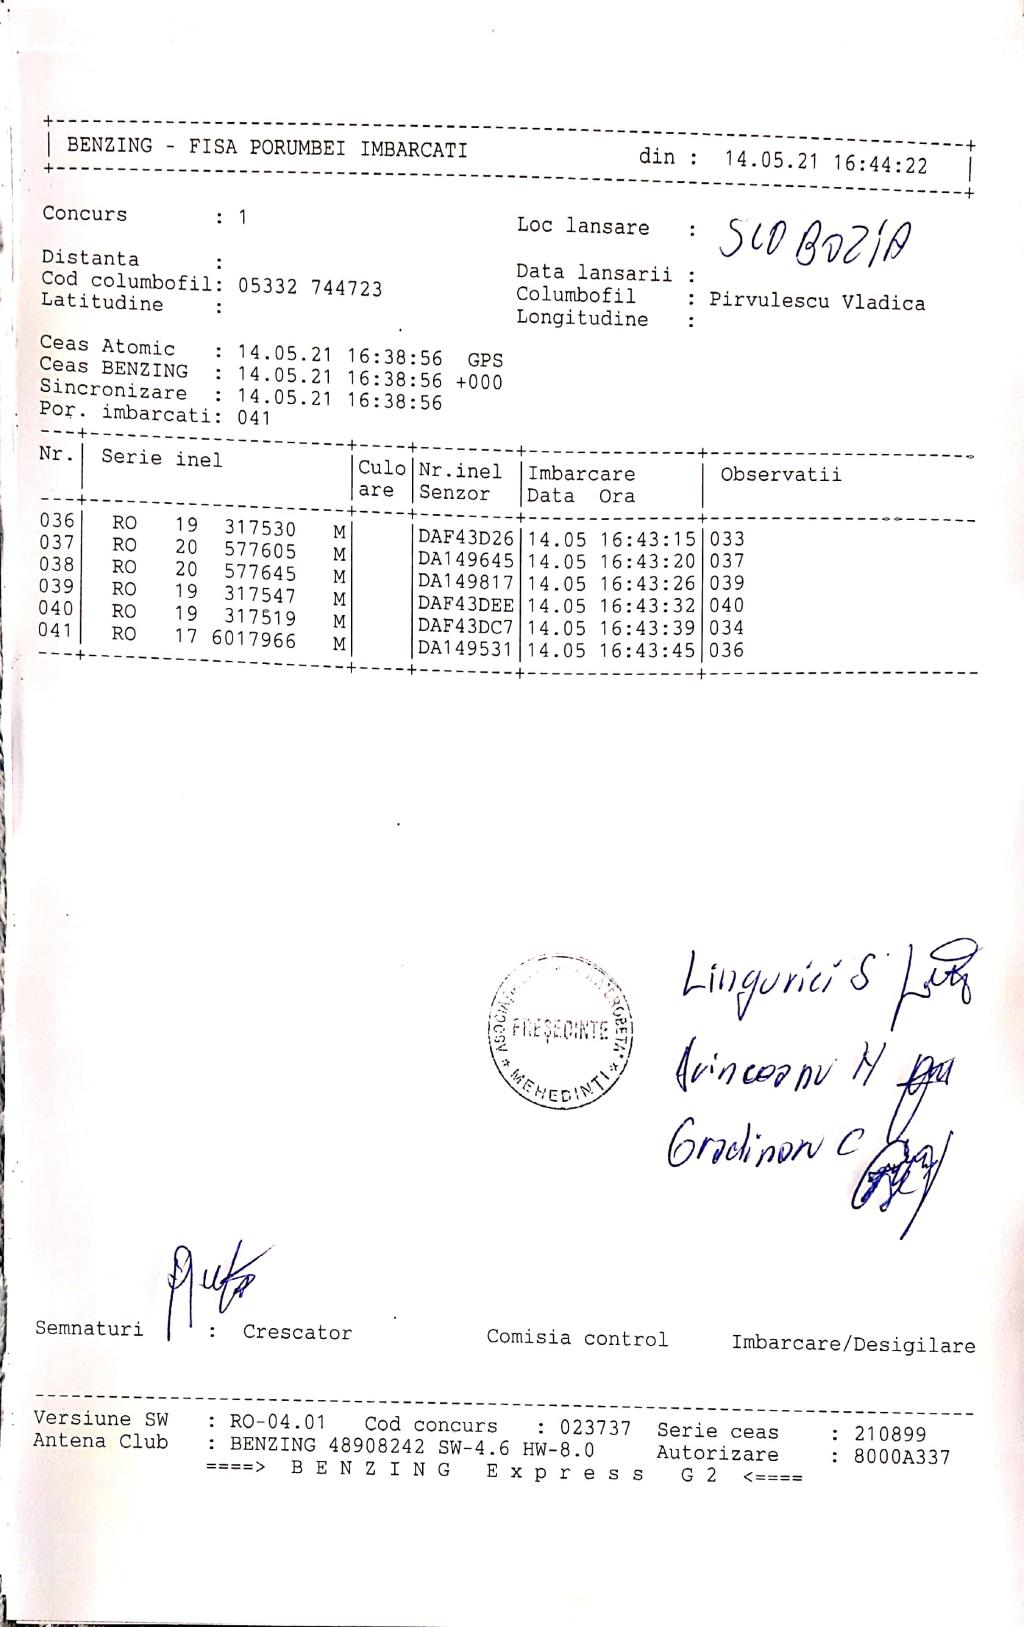 BENZING - FISA PORUMBEI IMBARCATI din : 14.05.21 16:44:22
Concurs : 1 Loc lansare : SLOBOZIA
Distanta : Data lansarii :
Cod columbofil: 05332 744723 Columbofil : Pirvulescu Vladica
Latitudine : Longitudine :
Ceas Atomic : 14.05.21 16:38:56 GPS
Ceas BENZING : 14.05.21 16:38:56 +000
Sincronizare : 14.05.21 16:38:56
Por. imbarcati: 041
Nr. Serie inel Culo Nr.inel Imbarcare Observatii
are Senzor Data Ora
036 RO 19 317530 M DAF43D26 14.05 16:43:15 033
037 RO 20 577605 M DA149645 14.05 16:43:20 037
038 RO 20 577645 M DA149817 14.05 16:43:26 039
039 RO 19 317547 M DAF43DEE 14.05 16:43:32 040
040 RO 19 317519 M DAF43DC7 14.05 16:43:39 034
041 RO 17 6017966 M DA149531 14.05 16:43:45 036
Lingurici S
PREŞEDINTE
MEHEDINTI
Gradinaru C
Semnaturi : Crescator Comisia control Imbarcare/Desigilare
Versiune SW : RO-04.01 Cod concurs : 023737 Serie ceas : 210899
Antena Club : BENZING 48908242 SW-4.6 HW-8.0 Autorizare : 8000A337
====> B E N Z I N G E x p r e s s G 2 <====